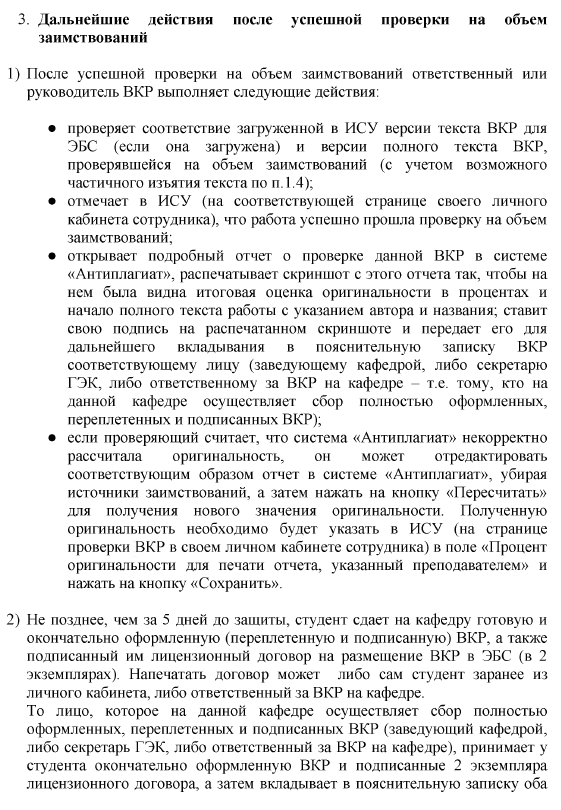 3. Дальнейшие действия после успешной проверки на объем
заимствований
1) После успешной проверки на объем заимствований ответственный или
руководитель ВКР выполняет следующие действия:
● проверяет соответствие загруженной в ИСУ версии текста ВКР для
ЭБС (если она загружена) и версии полного текста ВКР,
проверявшейся на объем заимствований (с учетом возможного
частичного изъятия текста по п.1.4);
● отмечает в ИСУ (на соответствующей странице своего личного
кабинета сотрудника), что работа успешно прошла проверку на объем
заимствований;
● открывает подробный отчет о проверке данной ВКР в системе
«Антиплагиат», распечатывает скриншот с этого отчета так, чтобы на
нем была видна итоговая оценка оригинальности в процентах и
начало полного текста работы с указанием автора и названия; ставит
свою подпись на распечатанном скриншоте и передает его для
дальнейшего вкладывания в пояснительную записку ВКР
соответствующему лицу (заведующему кафедрой, либо секретарю
ГЭК, либо ответственному за ВКР на кафедре – т.е. тому, кто на
данной кафедре осуществляет сбор полностью оформленных,
переплетенных и подписанных ВКР);
● если проверяющий считает, что система «Антиплагиат» некорректно
рассчитала оригинальность, он может отредактировать
соответствующим образом отчет в системе «Антиплагиат», убирая
источники заимствований, а затем нажать на кнопку «Пересчитать»
для получения нового значения оригинальности. Полученную
оригинальность необходимо будет указать в ИСУ (на странице
проверки ВКР в своем личном кабинете сотрудника) в поле «Процент
оригинальности для печати отчета, указанный преподавателем» и
нажать на кнопку «Сохранить».
2) Не позднее, чем за 5 дней до защиты, студент сдает на кафедру готовую и
окончательно оформленную (переплетенную и подписанную) ВКР, а также
подписанный им лицензионный договор на размещение ВКР в ЭБС (в 2
экземплярах). Напечатать договор может либо сам студент заранее из
личного кабинета, либо ответственный за ВКР на кафедре.
То лицо, которое на данной кафедре осуществляет сбор полностью
оформленных, переплетенных и подписанных ВКР (заведующий кафедрой,
либо секретарь ГЭК, либо ответственный за ВКР на кафедре), принимает у
студента окончательно оформленную ВКР и подписанные 2 экземпляра
лицензионного договора, а затем вкладывает в пояснительную записку оба